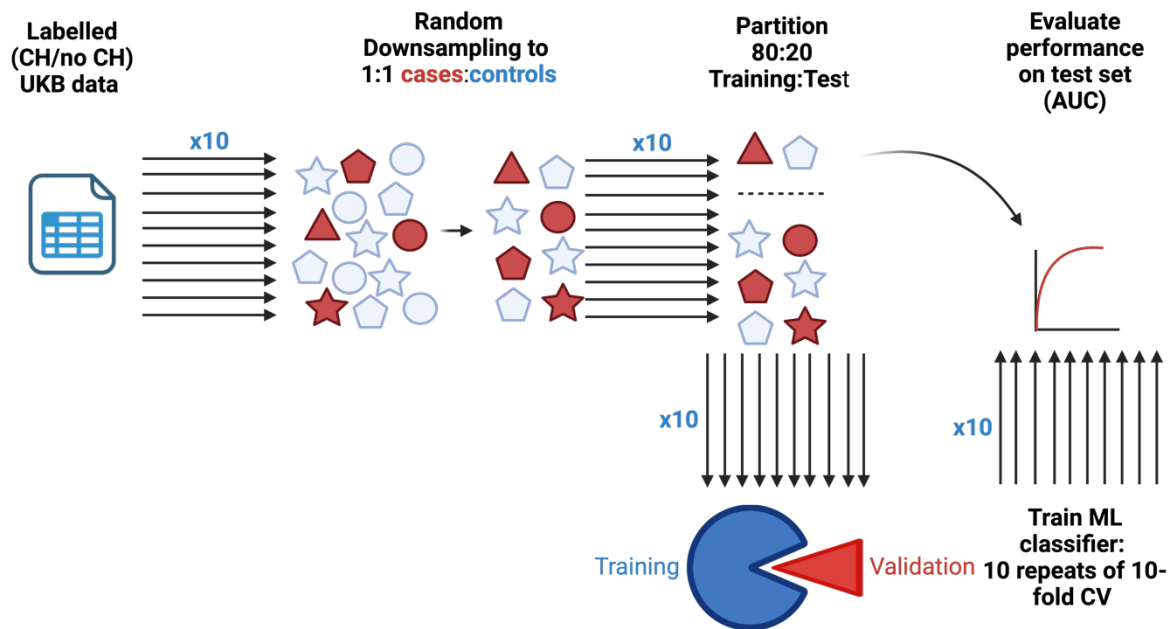 Labelled
(CH/no CH)
UKB data
Random
Downsampling to
1:1 cases:controls
Partition
80:20
Training:Test
Evaluate
performance
on test set
(AUC)
x10
x10
x10
x10
Training
Validation
Train ML
classifier:
10 repeats of 10-
fold CV